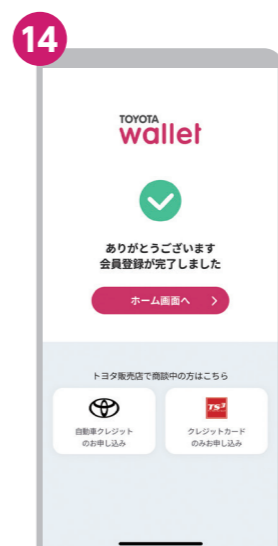 14
TOYOTA
wallet
ありがとうございます
会員登録が完了しました
ホーム画面へ
トヨタ販売店で商談中の方はこちら
TS³
自動車クレジット
のお申し込み
クレジットカード
のみお申し込み